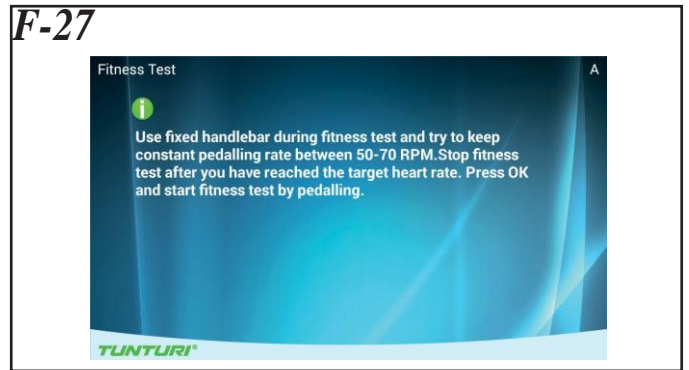 F-27
Fitness Test A
Use fixed handlebar during fitness test and try to keep
constant pedalling rate between 50-70 RPM.Stop fitness
test after you have reached the target heart rate. Press OK
and start fitness test by pedalling.
TUNTURI®